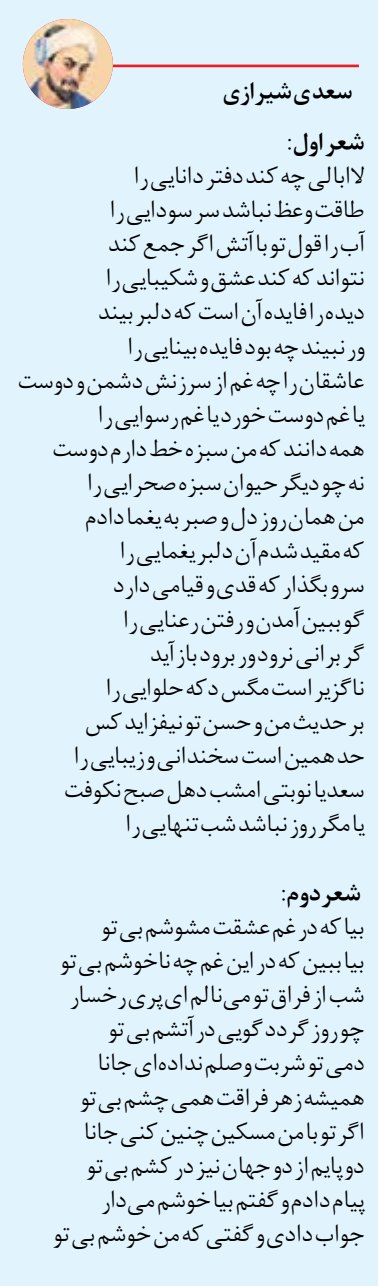 سعدی شیرازی
شعر اول:
لاابالی چه کند دفتر دانایی را
طاقت وعظ نباشد سر سودایی را
آب را قول تو با آتش اگر جمع کند
نتواند که کند عشق و شکیبایی را
دیده را فایده آن است که دلبر بیند
ور نبیند چه بود فایده بینایی را
عاشقان را چه غم از سرزنش دشمن و دوست
یا غم دوست خورد یا غم رسوایی را
همه دانند که من سبزه خط دارم دوست
نه چو دیگر حیوان سبزه صحرایی را
من همان روز دل و صبر به یغما دادم
که مقید شدم آن دلبر یغمایی را
سرو بگذار که قدی و قیامی دارد
گو ببین آمدن و رفتن رعنایی را
گر برانی نرود ور برود باز آید
ناگزیر است مگس دکه حلوایی را
بر حدیث من و حسن تو نیفزاید کس
حد همین است سخندانی و زیبایی را
سعدیا نوبتی امشب دهل صبح نکوفت
یا مگر روز نباشد شب تنهایی را
شعر دوم:
بیا که در غم عشقت مشوشم بی تو
بیا ببین که در این غم چه ناخوشم بی تو
شب از فراق تو می‌نالم ای پری رخسار
چو روز گردد گویی در آتشم بی تو
دمی تو شربت وصلم نداده‌ای جانا
همیشه زهر فراقت همی چشم بی تو
اگر تو با من مسکین چنین کنی جانا
دو پایم از دو جهان نیز در کشم بی تو
پیام دادم و گفتم بیا خوشم می‌دار
جواب دادی و گفتی که من خوشم بی تو